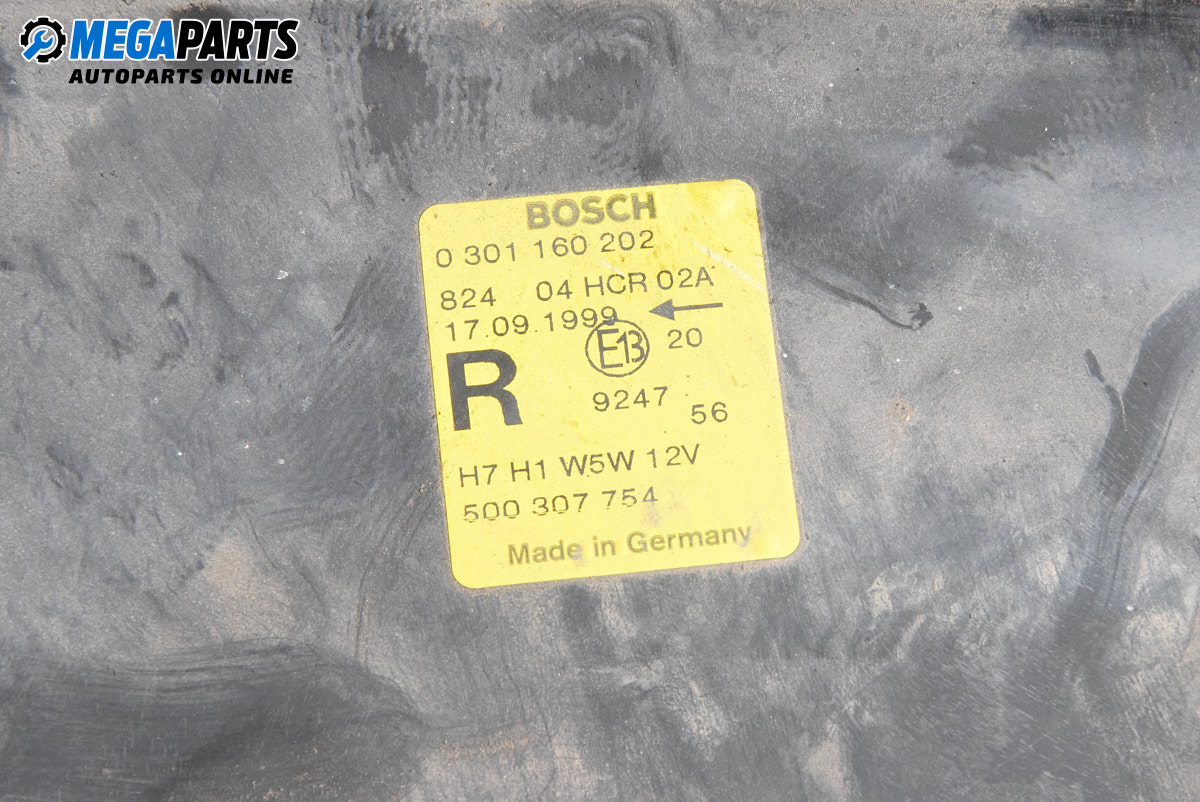 MEGAPARTS
AUTOPARTS ONLINE
BOSCH
0 301 160 202
824 04 HCR 02A
17.09.1999
E13 20
R
9247
56
H7 H1 W5W 12V
500 307 754
Made in Germany